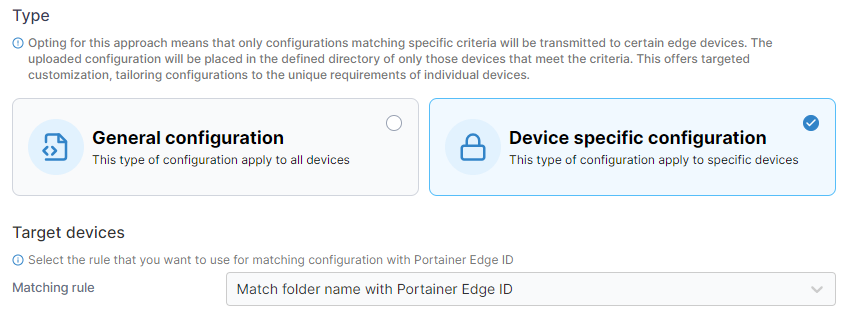 Type
Opting for this approach means that only configurations matching specific criteria will be transmitted to certain edge devices. The
uploaded configuration will be placed in the defined directory of only those devices that meet the criteria. This offers targeted
customization, tailoring configurations to the unique requirements of individual devices.
General configuration
This type of configuration apply to all devices
Device specific configuration
This type of configuration apply to specific devices
Target devices
Select the rule that you want to use for matching configuration with Portainer Edge ID
Matching rule
Match folder name with Portainer Edge ID